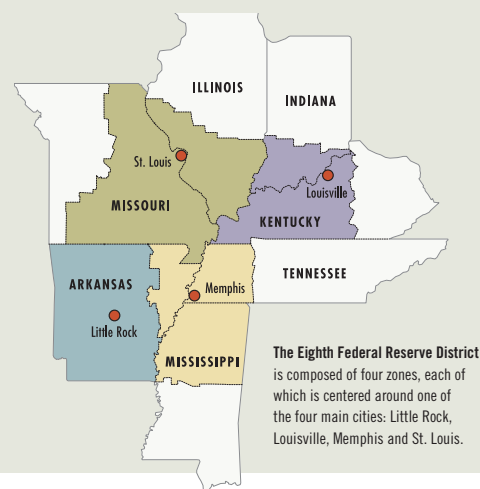 ILLINOIS
INDIANA
St. Louis
Louisville
MISSOURI
KENTUCKY
TENNESSEE
ARKANSAS
Memphis
Little Rock
MISSISSIPPI
The Eighth Federal Reserve District
is composed of four zones, each of
which is centered around one of
the four main cities: Little Rock,
Louisville, Memphis and St. Louis.